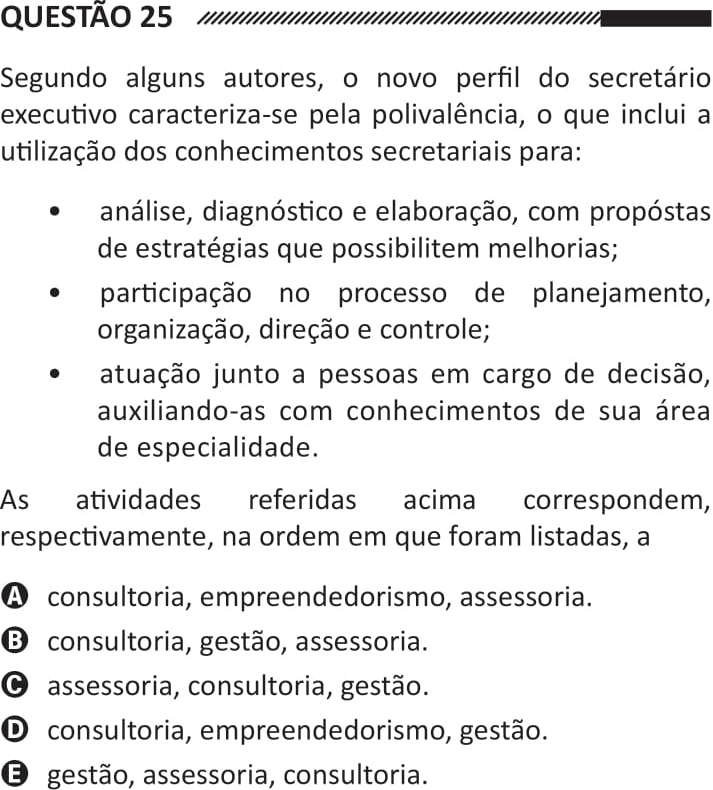 QUESTÃO 25
Segundo alguns autores, o novo perfil do secretário
executivo caracteriza-se pela polivalência, o que inclui a
utilização dos conhecimentos secretariais para:
• análise, diagnóstico e elaboração, com propóstas
de estratégias que possibilitem melhorias;
• participação no processo de planejamento,
organização, direção e controle;
• atuação junto a pessoas em cargo de decisão,
auxiliando-as com conhecimentos de sua área
de especialidade.
As atividades referidas acima correspondem,
respectivamente, na ordem em que foram listadas, a
A consultoria, empreendedorismo, assessoria.
B consultoria, gestão, assessoria.
C assessoria, consultoria, gestão.
D consultoria, empreendedorismo, gestão.
E gestão, assessoria, consultoria.